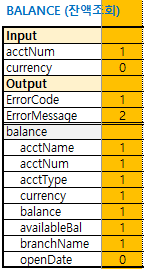 BALANCE (잔액조회)
Input
acctNum 1
currency 0
Output
ErrorCode 1
ErrorMessage 2
balance
acctName 1
acctNum 1
acctType 1
currency 1
balance 1
availableBal 1
branchName 1
openDate 0